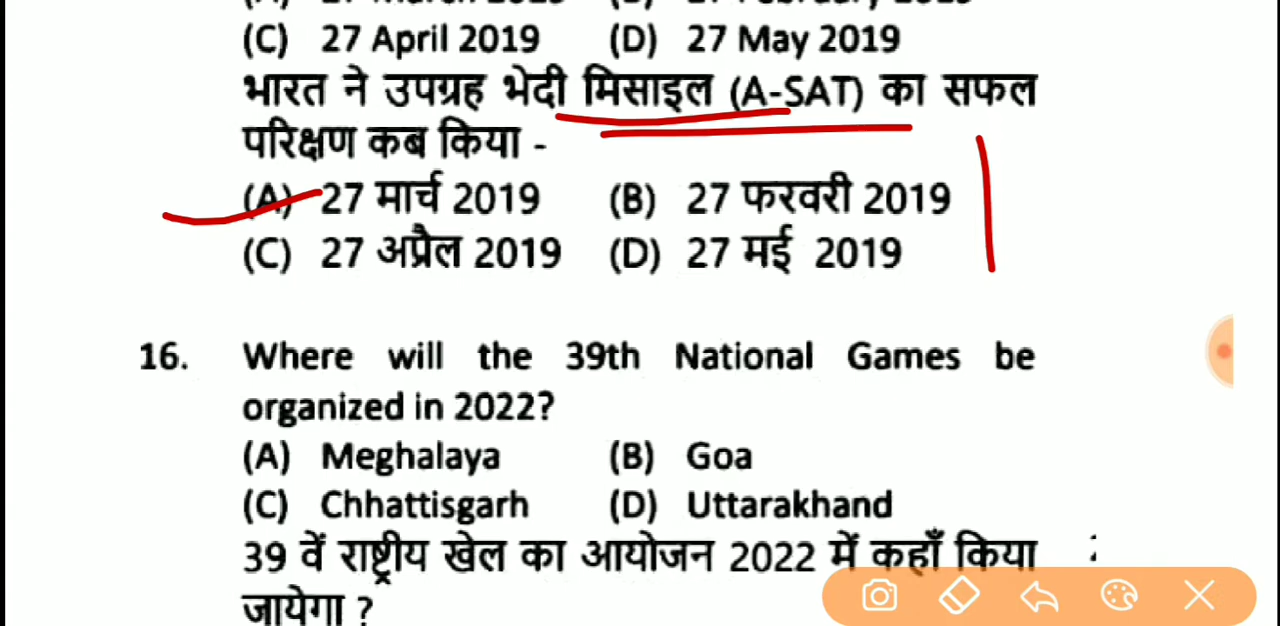 (C) 27 April 2019 (D) 27 May 2019
भारत ने उपग्रह भेदी मिसाइल (A-SAT) का सफल
परिक्षण कब किया -
(A) 27 मार्च 2019 (B) 27 फरवरी 2019
(C) 27 अप्रैल 2019 (D) 27 मई 2019
16. Where will the 39th National Games be
organized in 2022?
(A) Meghalaya (B) Goa
(C) Chhattisgarh (D) Uttarakhand
39 वें राष्ट्रीय खेल का आयोजन 2022 में कहाँ किया
जायेगा ?